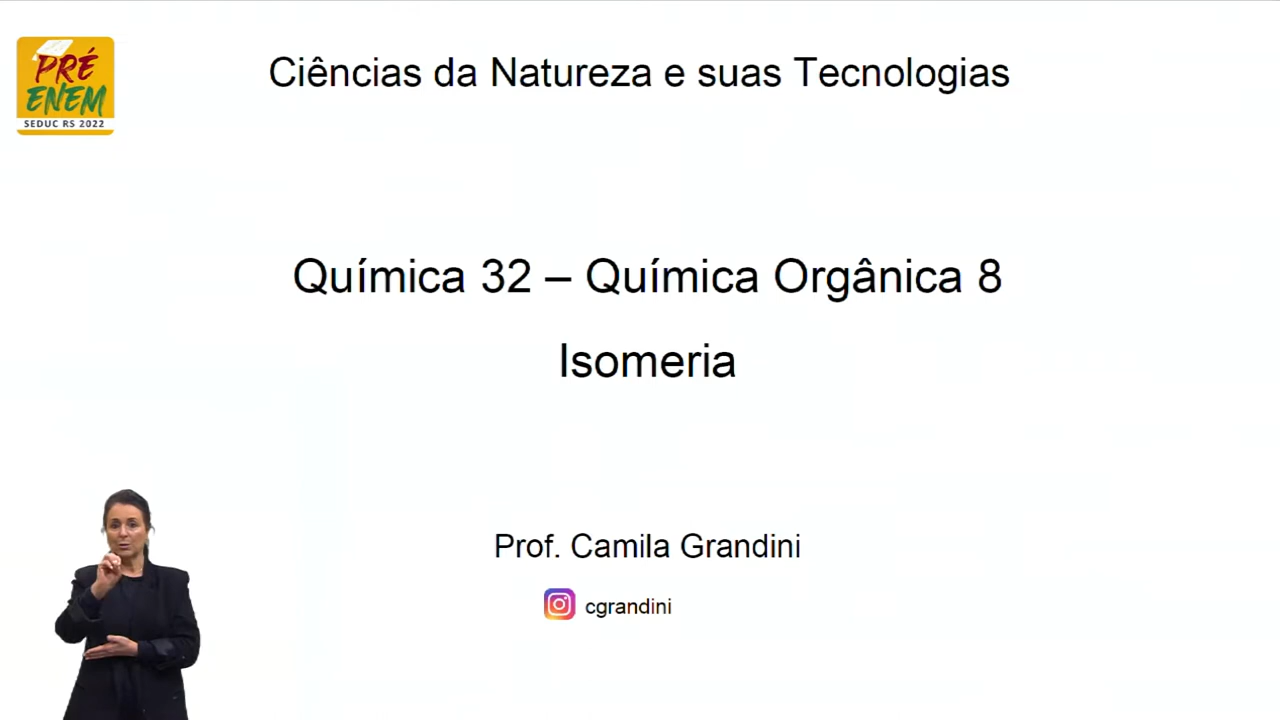 PRÉ
ENEM
SEDUC RS 2022
Ciências da Natureza e suas Tecnologias
Química 32 – Química Orgânica 8
Isomeria
Prof. Camila Grandini
cgrandini